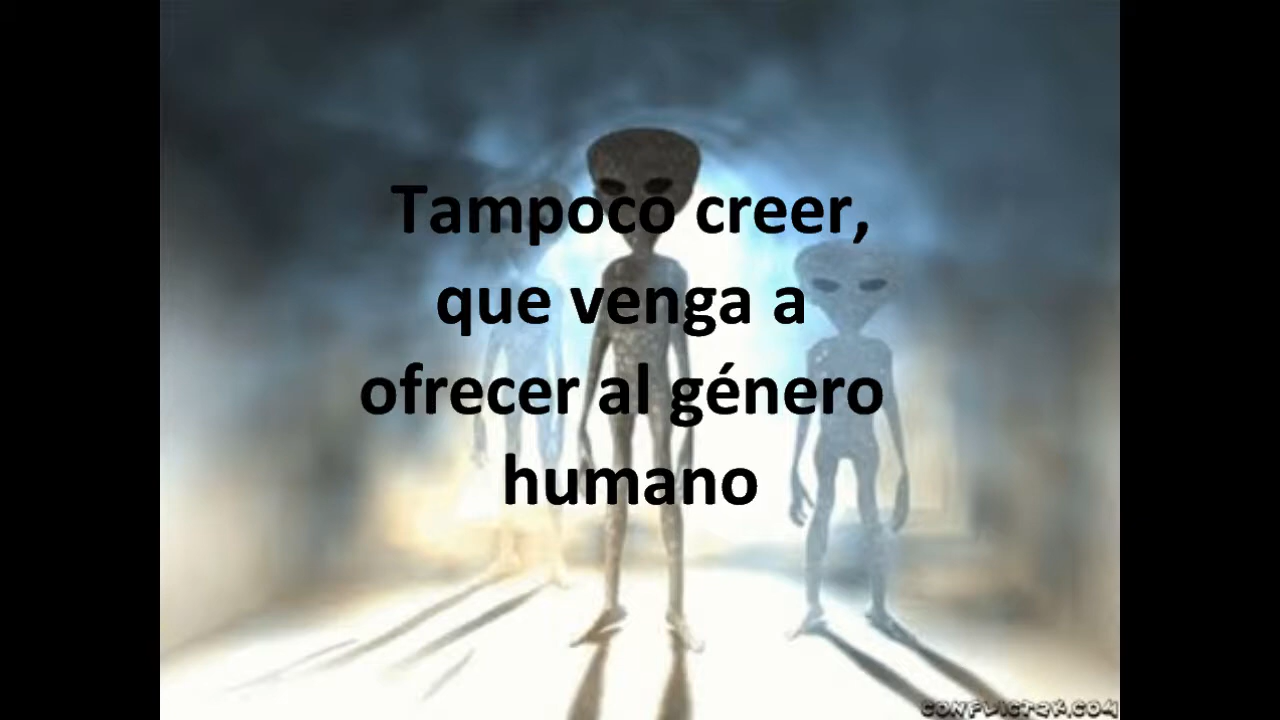 Tampoco creer,
que venga a
ofrecer al género
humano